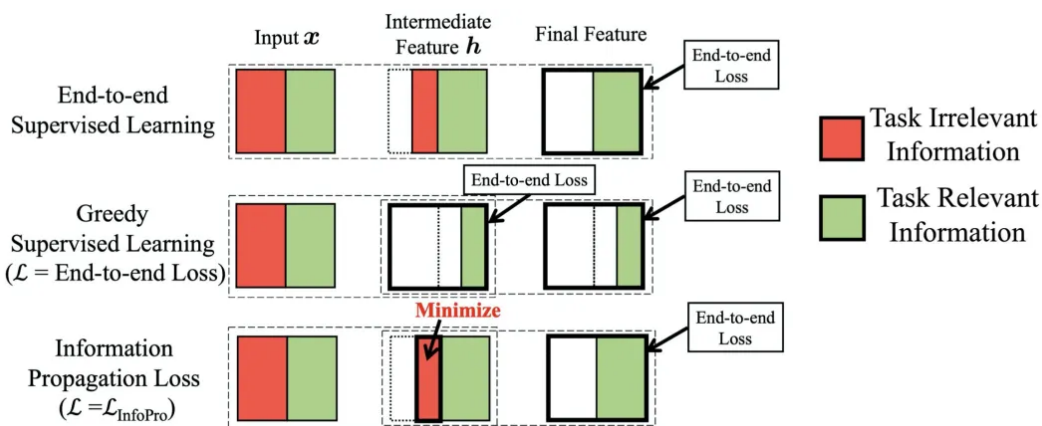 Input x
Intermediate
Feature h
Final Feature
End-to-end
Loss
End-to-end
Supervised Learning
Task Irrelevant
Information
Task Relevant
Information
End-to-end Loss
End-to-end
Loss
Greedy
Supervised Learning
(ℒ = End-to-end Loss)
Minimize
End-to-end
Loss
Information
Propagation Loss
(ℒ =ℒInfoPro)